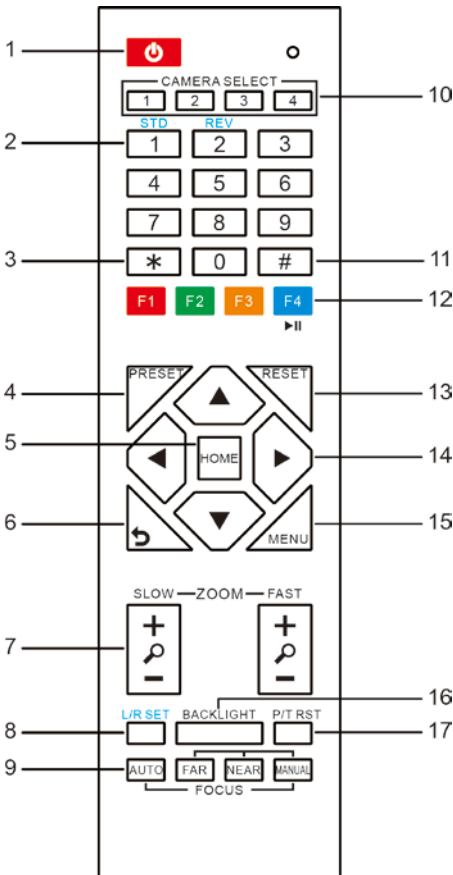 1
CAMERA SELECT
1 2 3 4 10
STD REV
2 1 2 3
4 5 6
7 8 9
3 * 0 # 11
F1 F2 F3 F4 12
4 PRESET RESET 13
5 HOME 14
6 MENU 15
SLOW ZOOM FAST
+ +
7
− −
16
L/R SET BACKLIGHT P/T RST
8 17
9 AUTO FAR NEAR MANUAL
FOCUS